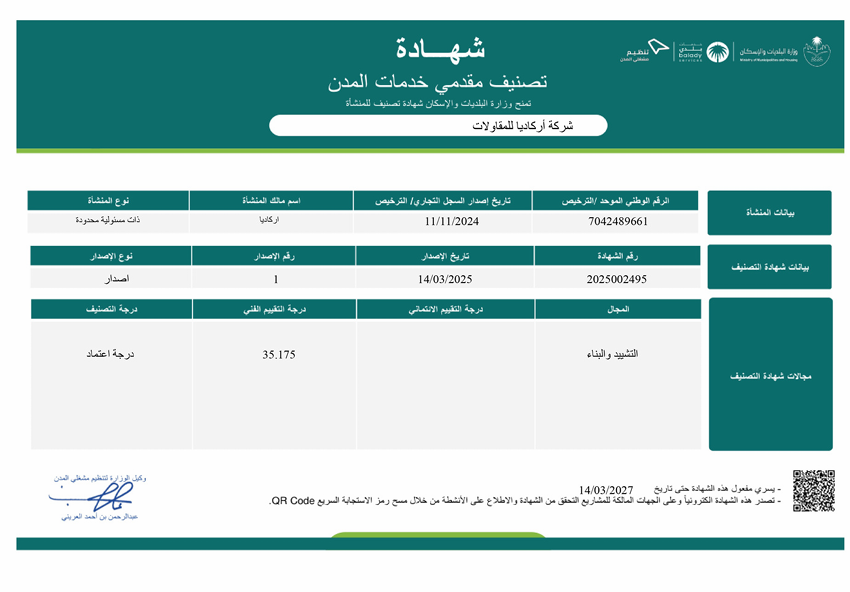 وزارة البلديات والإسكان
Ministry of Municipalities and Housing
بلدي
balady
تنظيم
مشغلي المدن
شهـــادة
تصنيف مقدمي خدمات المدن
تمنح وزارة البلديات والإسكان شهادة تصنيف للمنشأة
شركة أركاديا للمقاولات
بيانات المنشأة
الرقم الوطني الموحد /الترخيص تاريخ إصدار السجل التجاري/ الترخيص اسم مالك المنشأة نوع المنشأة
7042489661 11/11/2024 اركاديا ذات مسئولية محدودة
بيانات شهادة التصنيف
رقم الشهادة تاريخ الإصدار رقم الإصدار نوع الإصدار
2025002495 14/03/2025 1 اصدار
مجالات شهادة التصنيف
المجال درجة التقييم الائتماني درجة التقييم الفني درجة التصنيف
التشييد والبناء 35.175 درجة اعتماد
- يسري مفعول هذه الشهادة حتى تاريخ 14/03/2027
- تصدر هذه الشهادة الكترونياً وعلى الجهات المالكة للمشاريع التحقق من الشهادة والاطلاع على الأنشطة من خلال مسح رمز الاستجابة السريع QR Code.
وكيل الوزارة لتنظيم مشغلي المدن
عبدالرحمن بن أحمد العريني